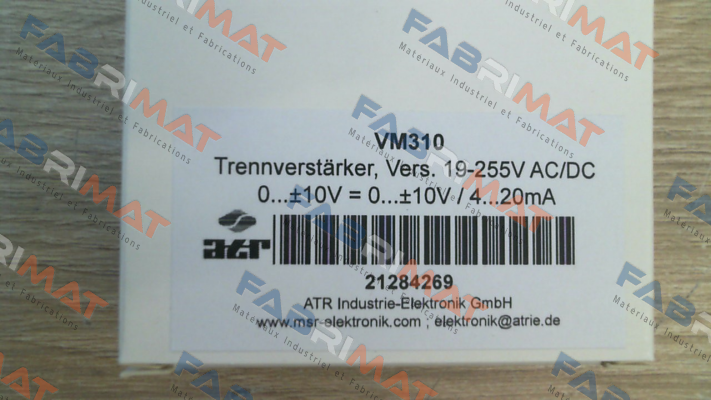 VM310
Trennverstärker, Vers. 19-255V AC/DC
0...±10V = 0...±10V / 4...20mA
atr
21284269
ATR Industrie-Elektronik GmbH
www.msr-elektronik.com ; elektronik@atrie.de
FABRIMAT
Materiaux Industriel et Fabrications